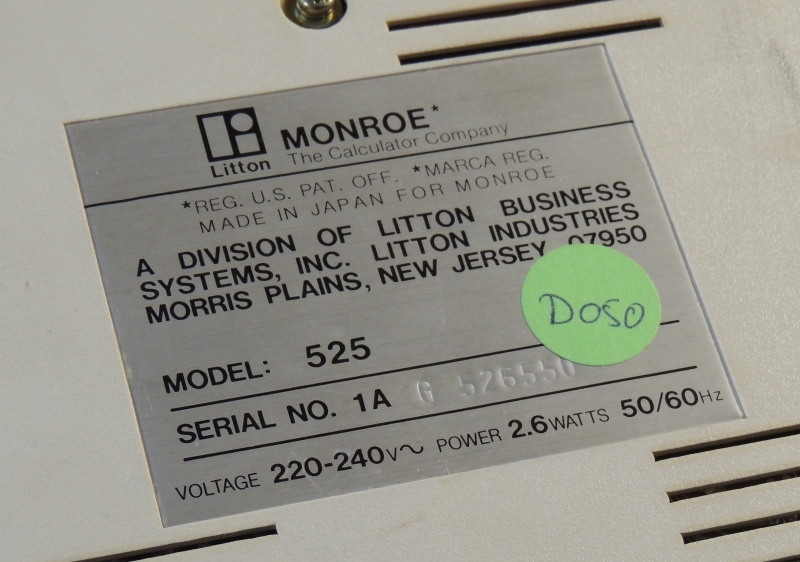 Litton
MONROE*
The Calculator Company
*REG. U.S. PAT. OFF. *MARCA REG.
MADE IN JAPAN FOR MONROE
A DIVISION OF LITTON BUSINESS
SYSTEMS, INC. LITTON INDUSTRIES
MORRIS PLAINS, NEW JERSEY 07950
DOSO
MODEL: 525
SERIAL NO. 1A G 526550
VOLTAGE 220-240V~ POWER 2.6WATTS 50/60Hz